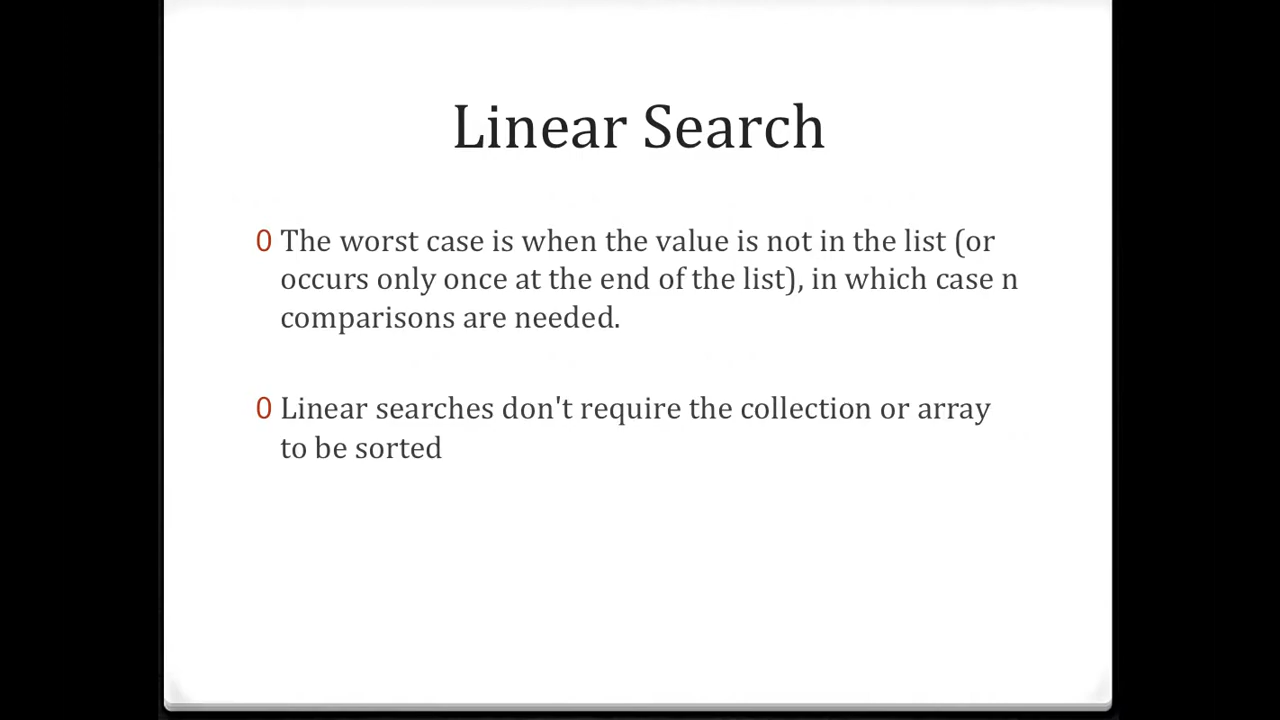 Linear Search
0 The worst case is when the value is not in the list (or
occurs only once at the end of the list), in which case n
comparisons are needed.
0 Linear searches don't require the collection or array
to be sorted